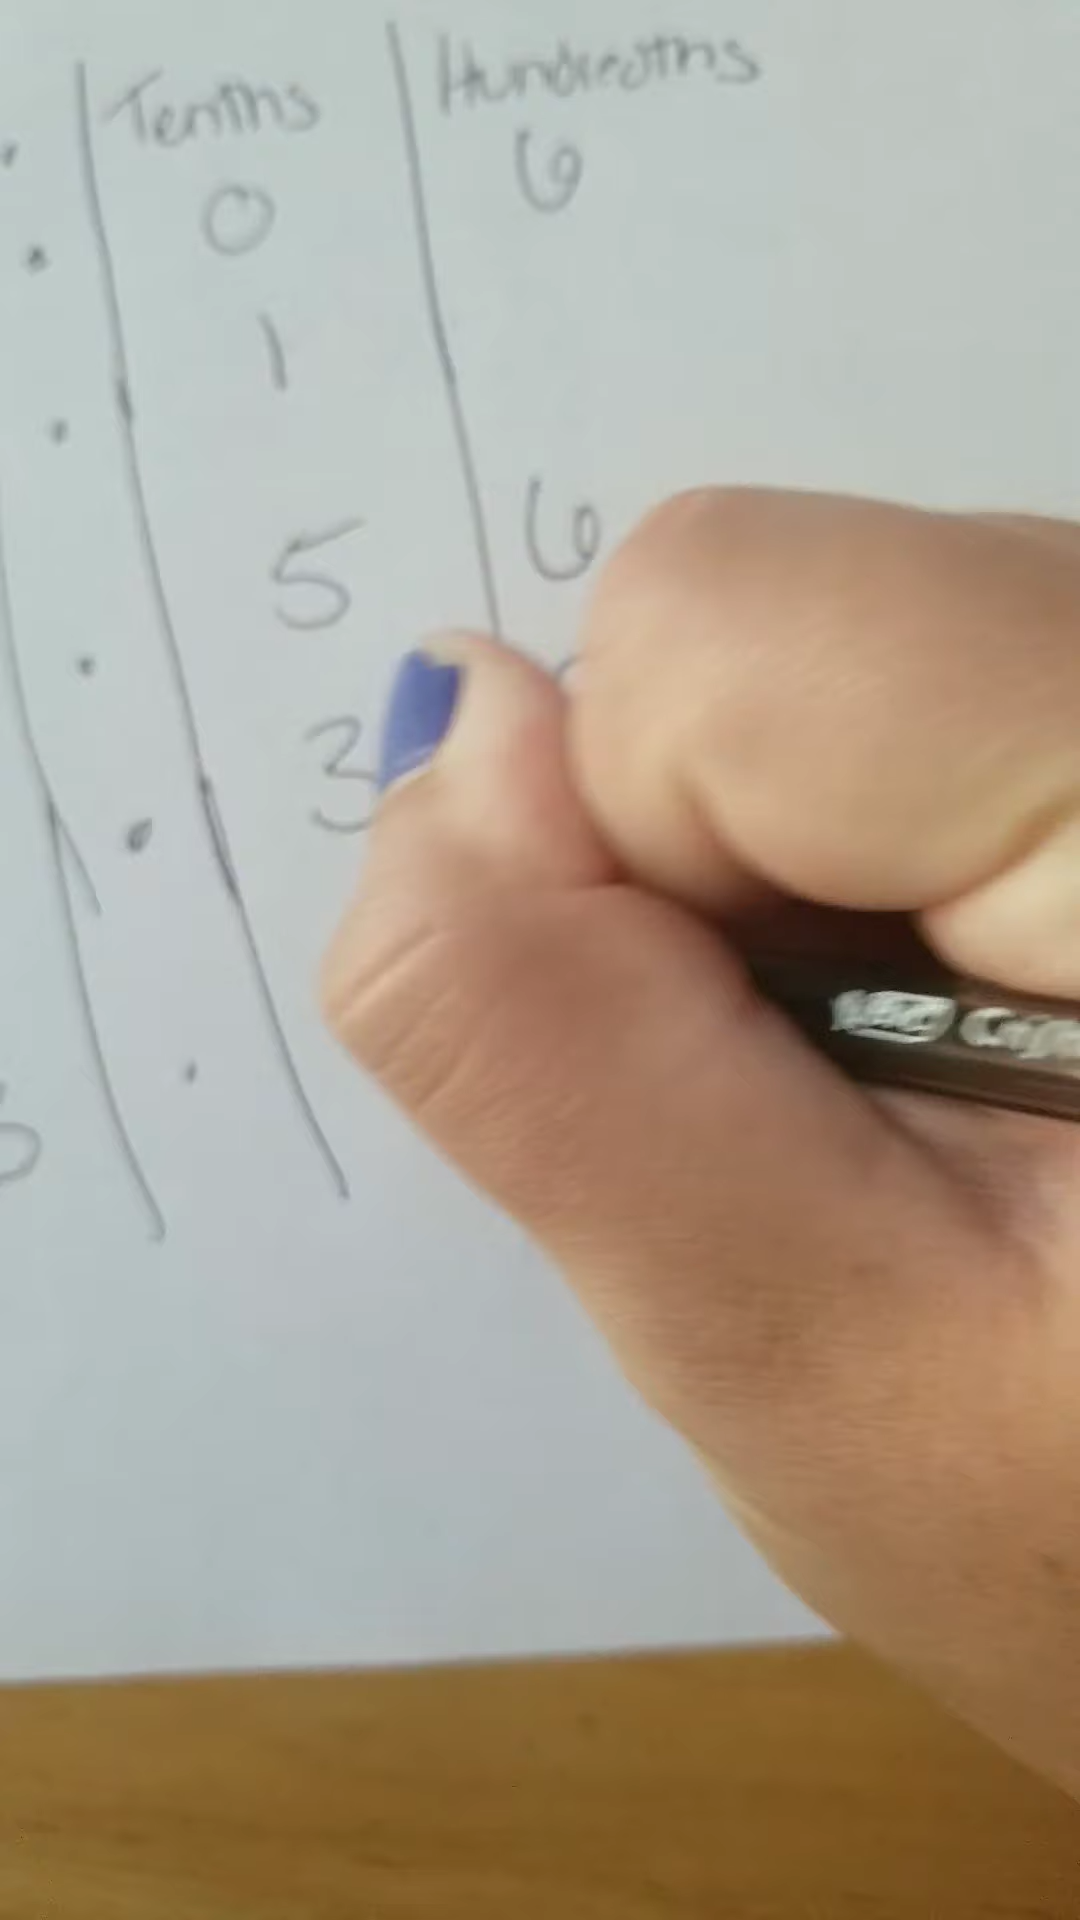 . Tenths Hundredths
. 0 6
. 1
5 6
. 3
.
.